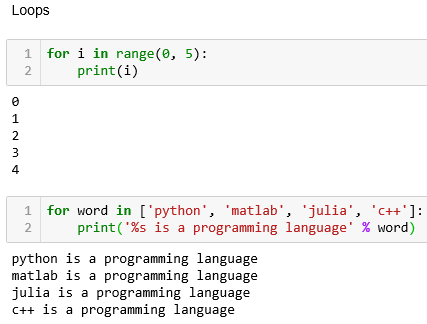 Loops
1 for i in range(0, 5):
2     print(i)
0
1
2
3
4
1 for word in ['python', 'matlab', 'julia', 'c++']:
2     print('%s is a programming language' % word)
python is a programming language
matlab is a programming language
julia is a programming language
c++ is a programming language